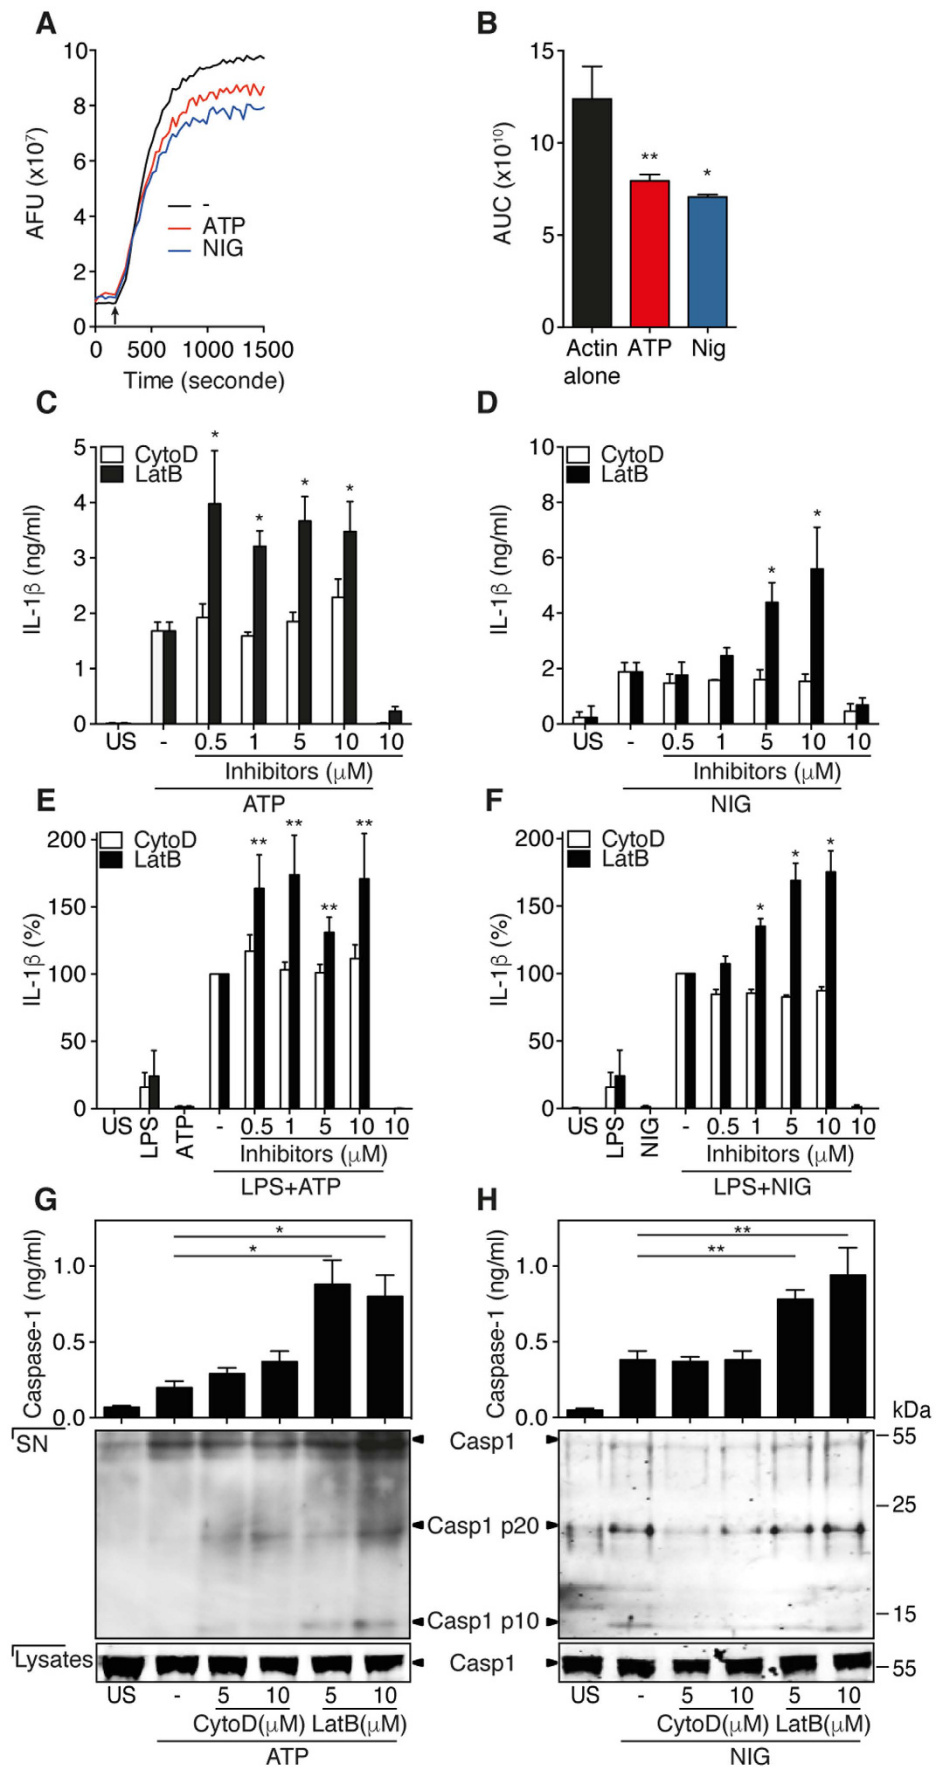 A
10
8
6
4
2
0
AFU (x10⁷)
-
ATP
NIG
0 500 1000 1500
Time (seconde)
B
15
10
5
0
AUC (x10¹⁰)
**
*
Actin alone
ATP
Nig
C
5
4
3
2
1
0
IL-1β (ng/ml)
CytoD
LatB
* * * *
US - 0.5 1 5 10 10
Inhibitors (μM)
ATP
D
10
8
6
4
2
0
IL-1β (ng/ml)
CytoD
LatB
* *
US - 0.5 1 5 10 10
Inhibitors (μM)
NIG
E
200
150
100
50
0
IL-1β (%)
CytoD
LatB
** ** ** **
US LPS ATP - 0.5 1 5 10 10
Inhibitors (μM)
LPS+ATP
F
200
150
100
50
0
IL-1β (%)
CytoD
LatB
* * *
US LPS NIG - 0.5 1 5 10 10
Inhibitors (μM)
LPS+NIG
G
1.0
0.5
0.0
Caspase-1 (ng/ml)
*
*
SN
Lysates
US - 5 10 5 10
CytoD(μM) LatB(μM)
ATP
Casp1
Casp1 p20
Casp1 p10
Casp1
H
1.0
0.5
0.0
Caspase-1 (ng/ml)
**
**
kDa
55
25
15
55
US - 5 10 5 10
CytoD(μM) LatB(μM)
NIG